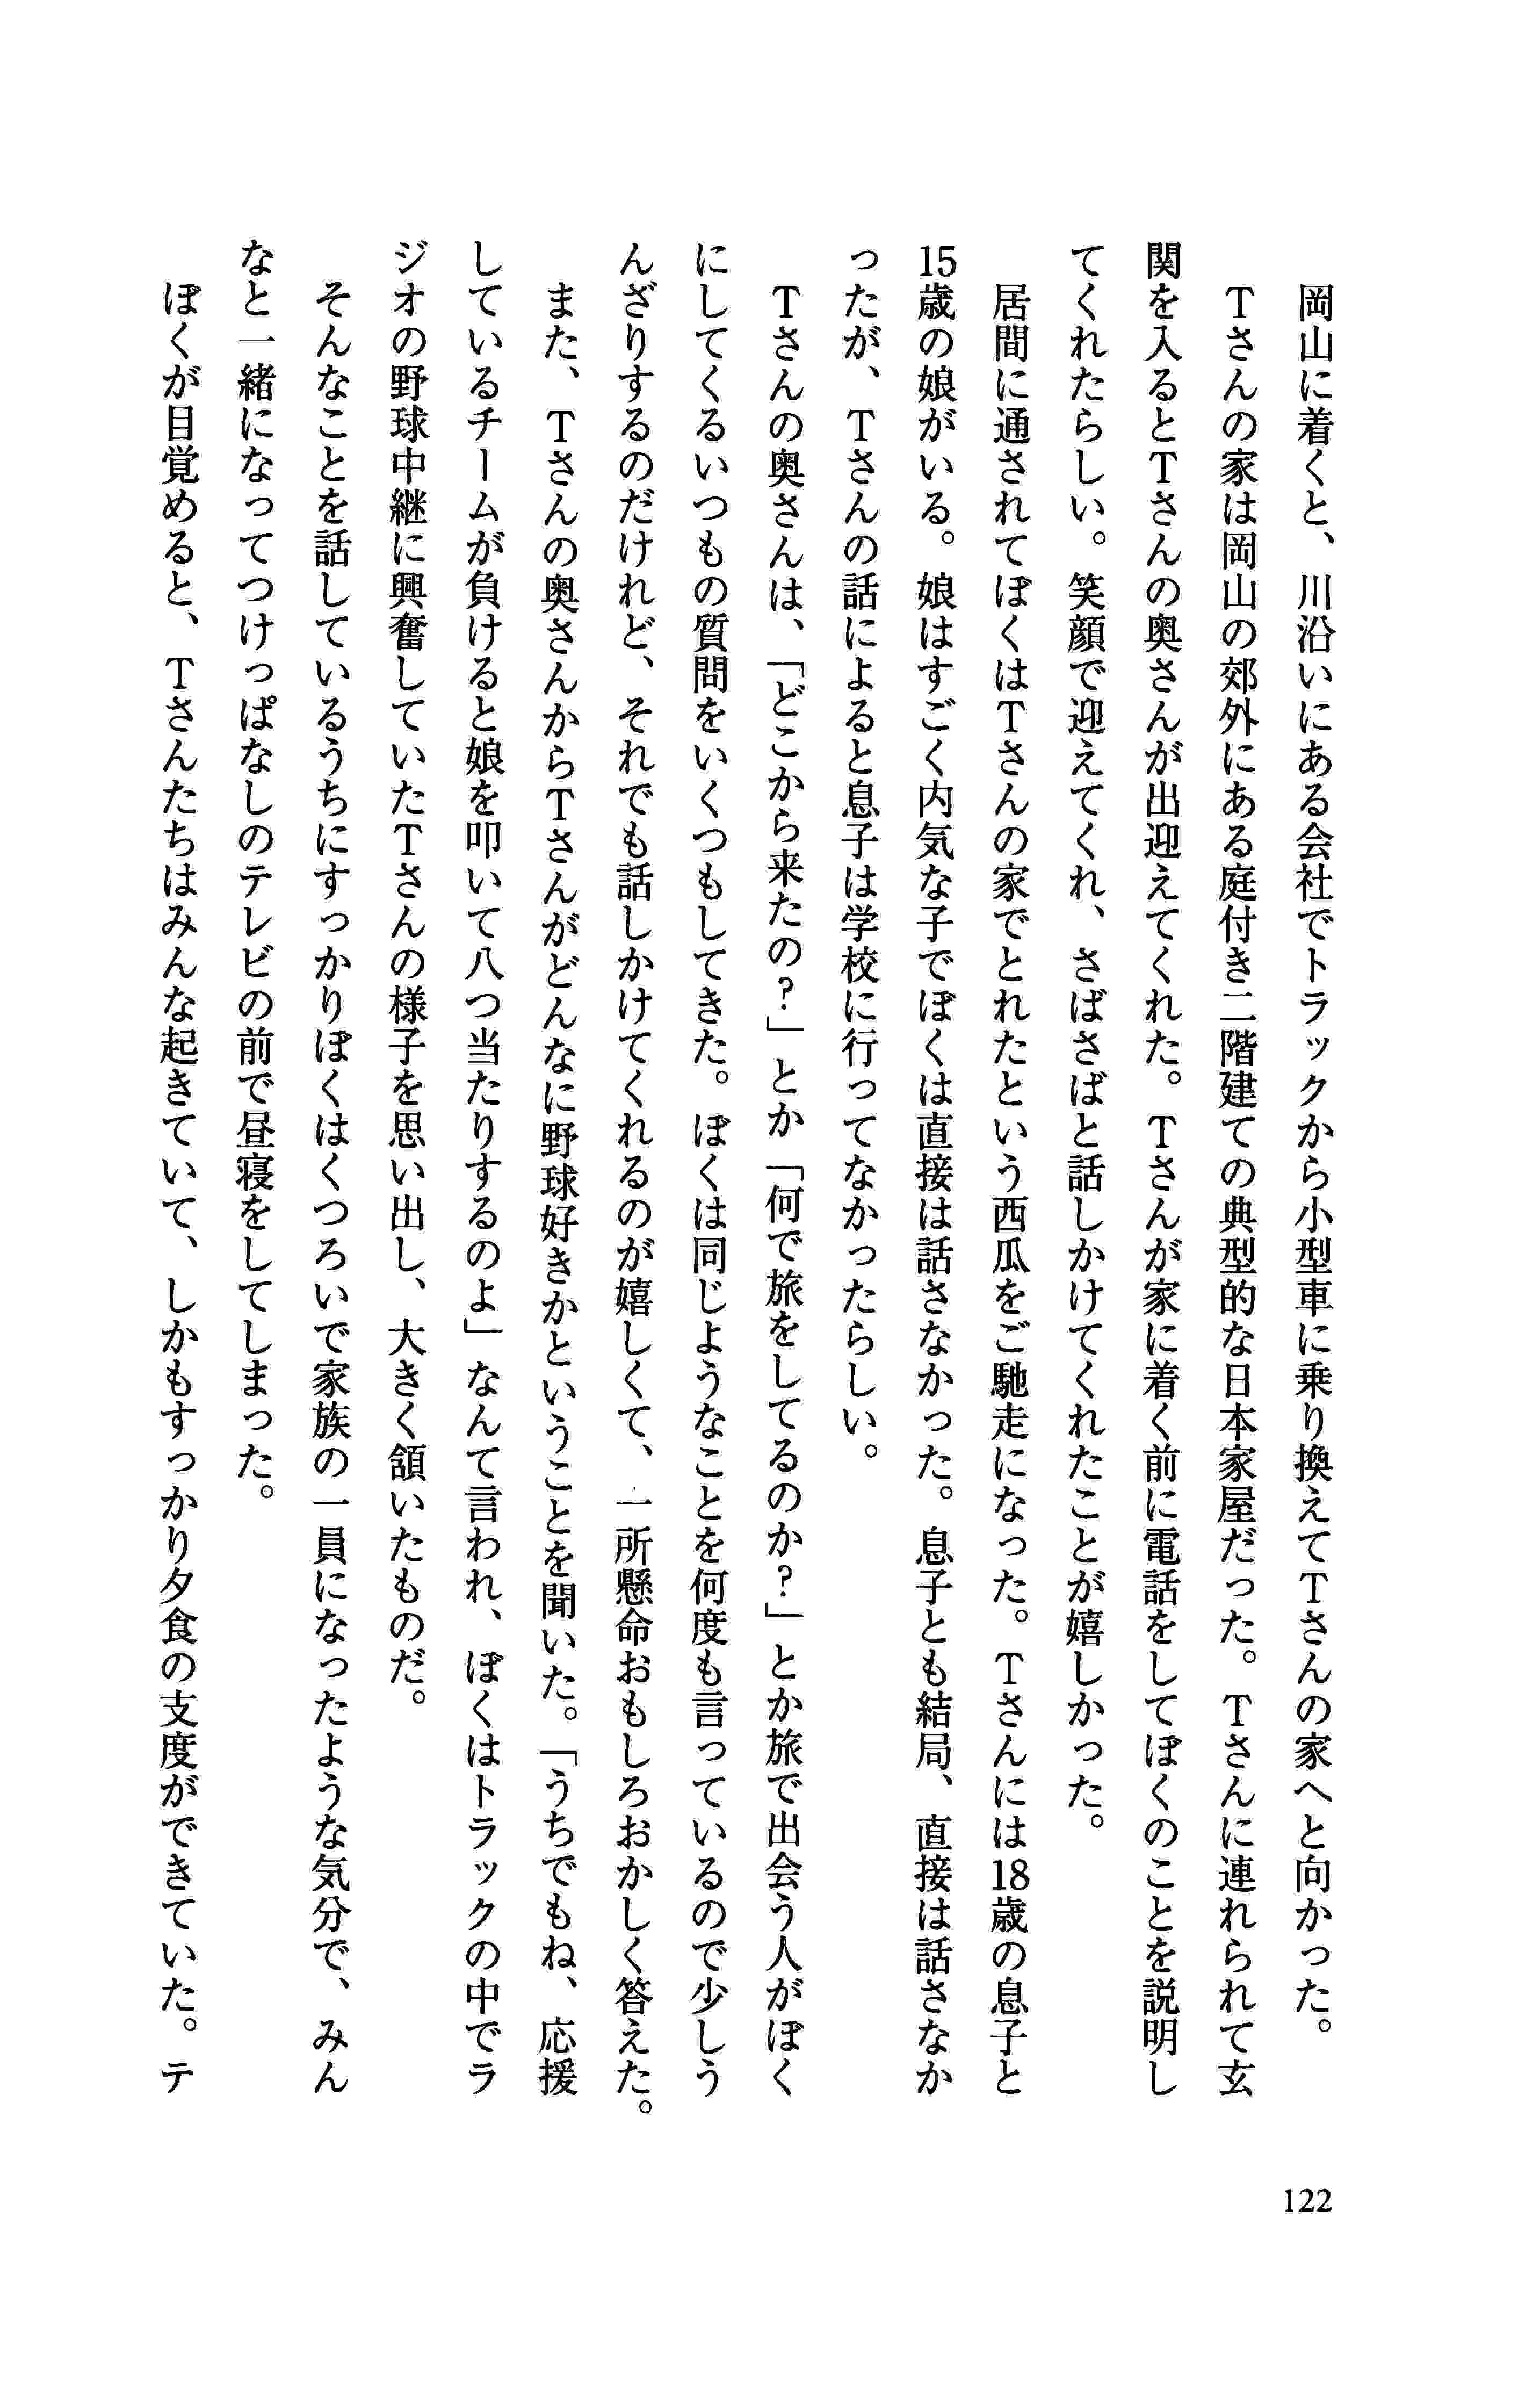 岡山に着くと、川沿いにある会社でトラックから小型車に乗り換えてTさんの家へと向かった。
Tさんの家は岡山の郊外にある庭付き二階建ての典型的な日本家屋だった。Tさんに連れられて玄
関を入るとTさんの奥さんが出迎えてくれた。Tさんが家に着く前に電話をしてぼくのことを説明し
てくれたらしい。笑顔で迎えてくれ、さばさばと話しかけてくれたことが嬉しかった。
居間に通されてぼくはTさんの家でとれたという西瓜をご馳走になった。Tさんには18歳の息子と
15歳の娘がいる。娘はすごく内気な子でぼくは直接は話さなかった。息子とも結局、直接は話さなか
ったが、Tさんの話によると息子は学校に行ってなかったらしい。
Tさんの奥さんは、「どこから来たの?」とか「何で旅をしてるのか?」とか旅で出会う人がぼく
にしてくるいつもの質問をいくつもしてきた。ぼくは同じようなことを何度も言っているので少しう
んざりするのだけれど、それでも話しかけてくれるのが嬉しくて、一所懸命おもしろおかしく答えた。
また、Tさんの奥さんからTさんがどんなに野球好きかということを聞いた。「うちでもね、応援
しているチームが負けると娘を叩いて八つ当たりするのよ」なんて言われ、ぼくはトラックの中でラ
ジオの野球中継に興奮していたTさんの様子を思い出し、大きく頷いたものだ。
そんなことを話しているうちにすっかりぼくはくつろいで家族の一員になったような気分で、みん
なと一緒になってつけっぱなしのテレビの前で昼寝をしてしまった。
ぼくが目覚めると、Tさんたちはみんな起きていて、しかもすっかり夕食の支度ができていた。テ
122